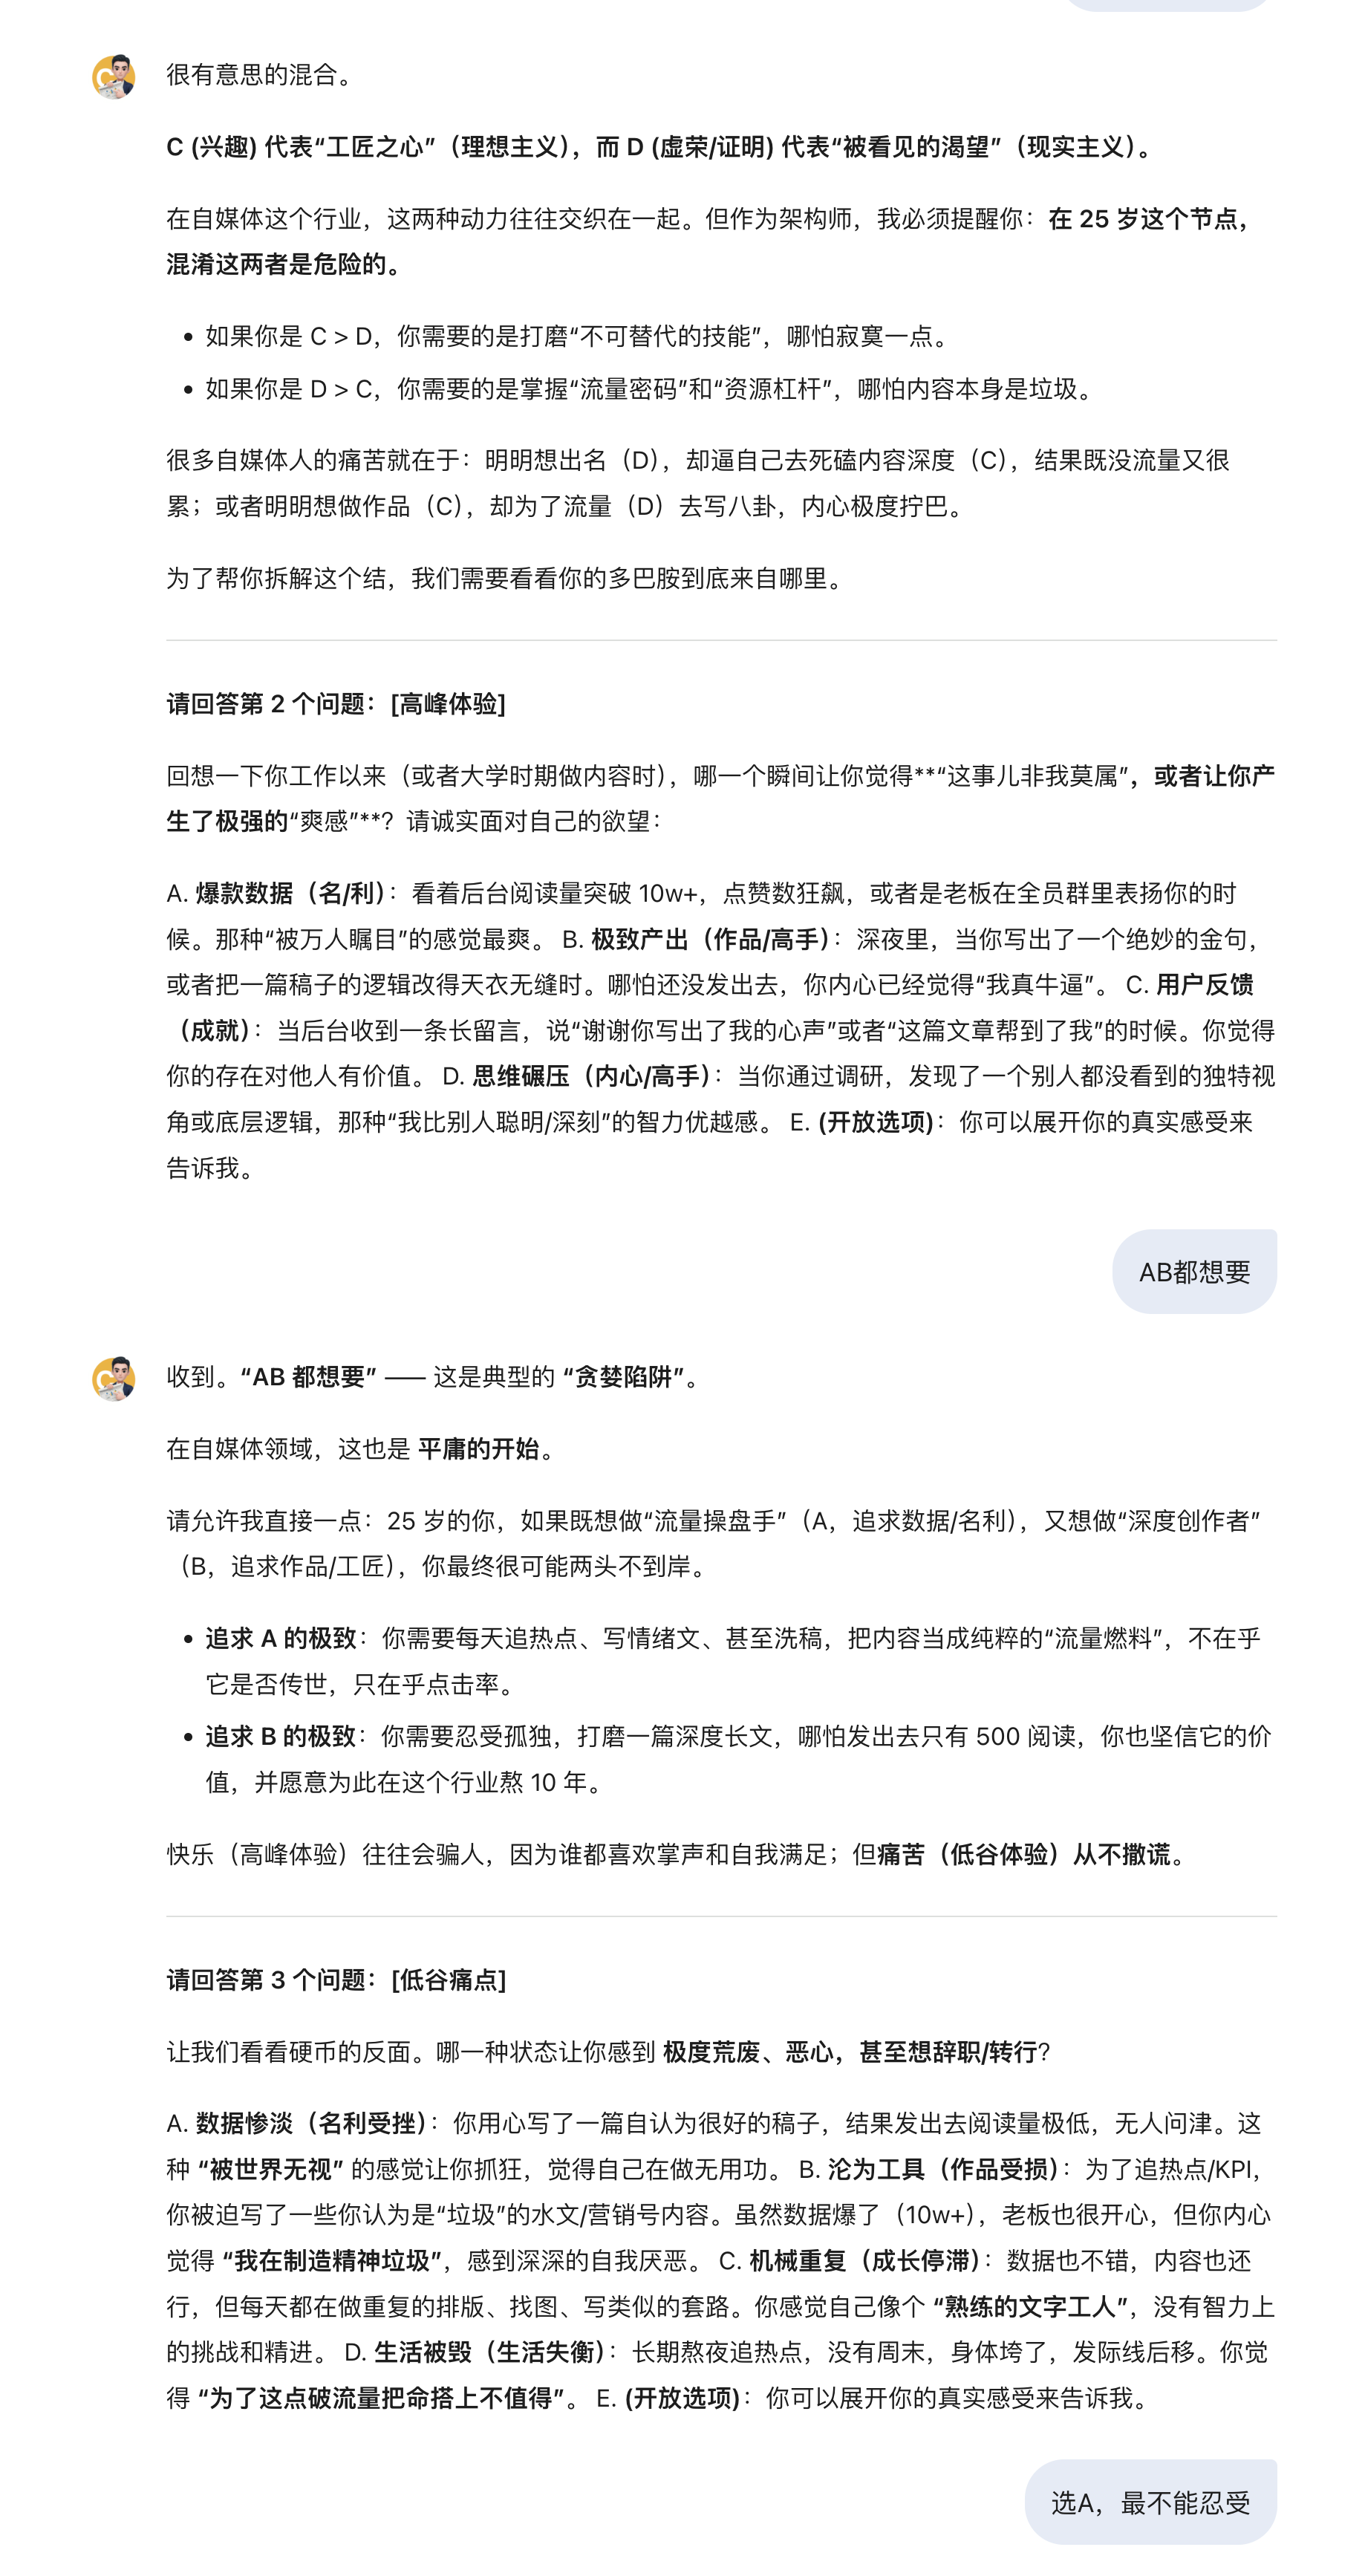 很有意思的混合。
C (兴趣) 代表“工匠之心”（理想主义），而 D (虚荣/证明) 代表“被看见的渴望”（现实主义）。
在自媒体这个行业，这两种动力往往交织在一起。但作为架构师，我必须提醒你：在 25 岁这个节点，
混淆这两者是危险的。
• 如果你是 C > D，你需要的是打磨“不可替代的技能”，哪怕寂寞一点。
• 如果你是 D > C，你需要的是掌握“流量密码”和“资源杠杆”，哪怕内容本身是垃圾。
很多自媒体人的痛苦就在于：明明想出名（D），却逼自己去死磕内容深度（C），结果既没流量又很
累；或者明明想做作品（C），却为了流量（D）去写八卦，内心极度拧巴。
为了帮你拆解这个结，我们需要看看你的多巴胺到底来自哪里。
请回答第 2 个问题：[高峰体验]
回想一下你工作以来（或者大学时期做内容时），哪一个瞬间让你觉得**“这事儿非我莫属”，或者让你产
生了极强的“爽感”**？请诚实面对自己的欲望：
A. 爆款数据（名/利）：看着后台阅读量突破 10w+，点赞数狂飙，或者是老板在全员群里表扬你的时
候。那种“被万人瞩目”的感觉最爽。 B. 极致产出（作品/高手）：深夜里，当你写出了一个绝妙的金句，
或者把一篇稿子的逻辑改得天衣无缝时。哪怕还没发出去，你内心已经觉得“我真牛逼”。 C. 用户反馈
（成就）：当后台收到一条长留言，说“谢谢你写出了我的心声”或者“这篇文章帮到了我”的时候。你觉得
你的存在对他人有价值。 D. 思维碾压（内心/高手）：当你通过调研，发现了一个别人都没看到的独特视
角或底层逻辑，那种“我比别人聪明/深刻”的智力优越感。 E. (开放选项)：你可以展开你的真实感受来
告诉我。
AB都想要
收到。“AB 都想要” —— 这是典型的 “贪婪陷阱”。
在自媒体领域，这也是 平庸的开始。
请允许我直接一点：25 岁的你，如果既想做“流量操盘手”（A，追求数据/名利），又想做“深度创作者”
（B，追求作品/工匠），你最终很可能两头不到岸。
• 追求 A 的极致：你需要每天追热点、写情绪文、甚至洗稿，把内容当成纯粹的“流量燃料”，不在乎
它是否传世，只在乎点击率。
• 追求 B 的极致：你需要忍受孤独，打磨一篇深度长文，哪怕发出去只有 500 阅读，你也坚信它的价
值，并愿意为此在这个行业熬 10 年。
快乐（高峰体验）往往会骗人，因为谁都喜欢掌声和自我满足；但痛苦（低谷体验）从不撒谎。
请回答第 3 个问题：[低谷痛点]
让我们看看硬币的反面。哪一种状态让你感到 极度荒废、恶心，甚至想辞职/转行？
A. 数据惨淡（名利受挫）：你用心写了一篇自认为很好的稿子，结果发出去阅读量极低，无人问津。这
种 “被世界无视” 的感觉让你抓狂，觉得自己在做无用功。 B. 沦为工具（作品受损）：为了追热点/KPI，
你被迫写了一些你认为是“垃圾”的水文/营销号内容。虽然数据爆了（10w+），老板也很开心，但你内心
觉得 “我在制造精神垃圾”，感到深深的自我厌恶。 C. 机械重复（成长停滞）：数据也不错，内容也还
行，但每天都在做重复的排版、找图、写类似的套路。你感觉自己像个 “熟练的文字工人”，没有智力上
的挑战和精进。 D. 生活被毁（生活失衡）：长期熬夜追热点，没有周末，身体垮了，发际线后移。你觉
得 “为了这点破流量把命搭上不值得”。 E. (开放选项)：你可以展开你的真实感受来告诉我。
选A，最不能忍受